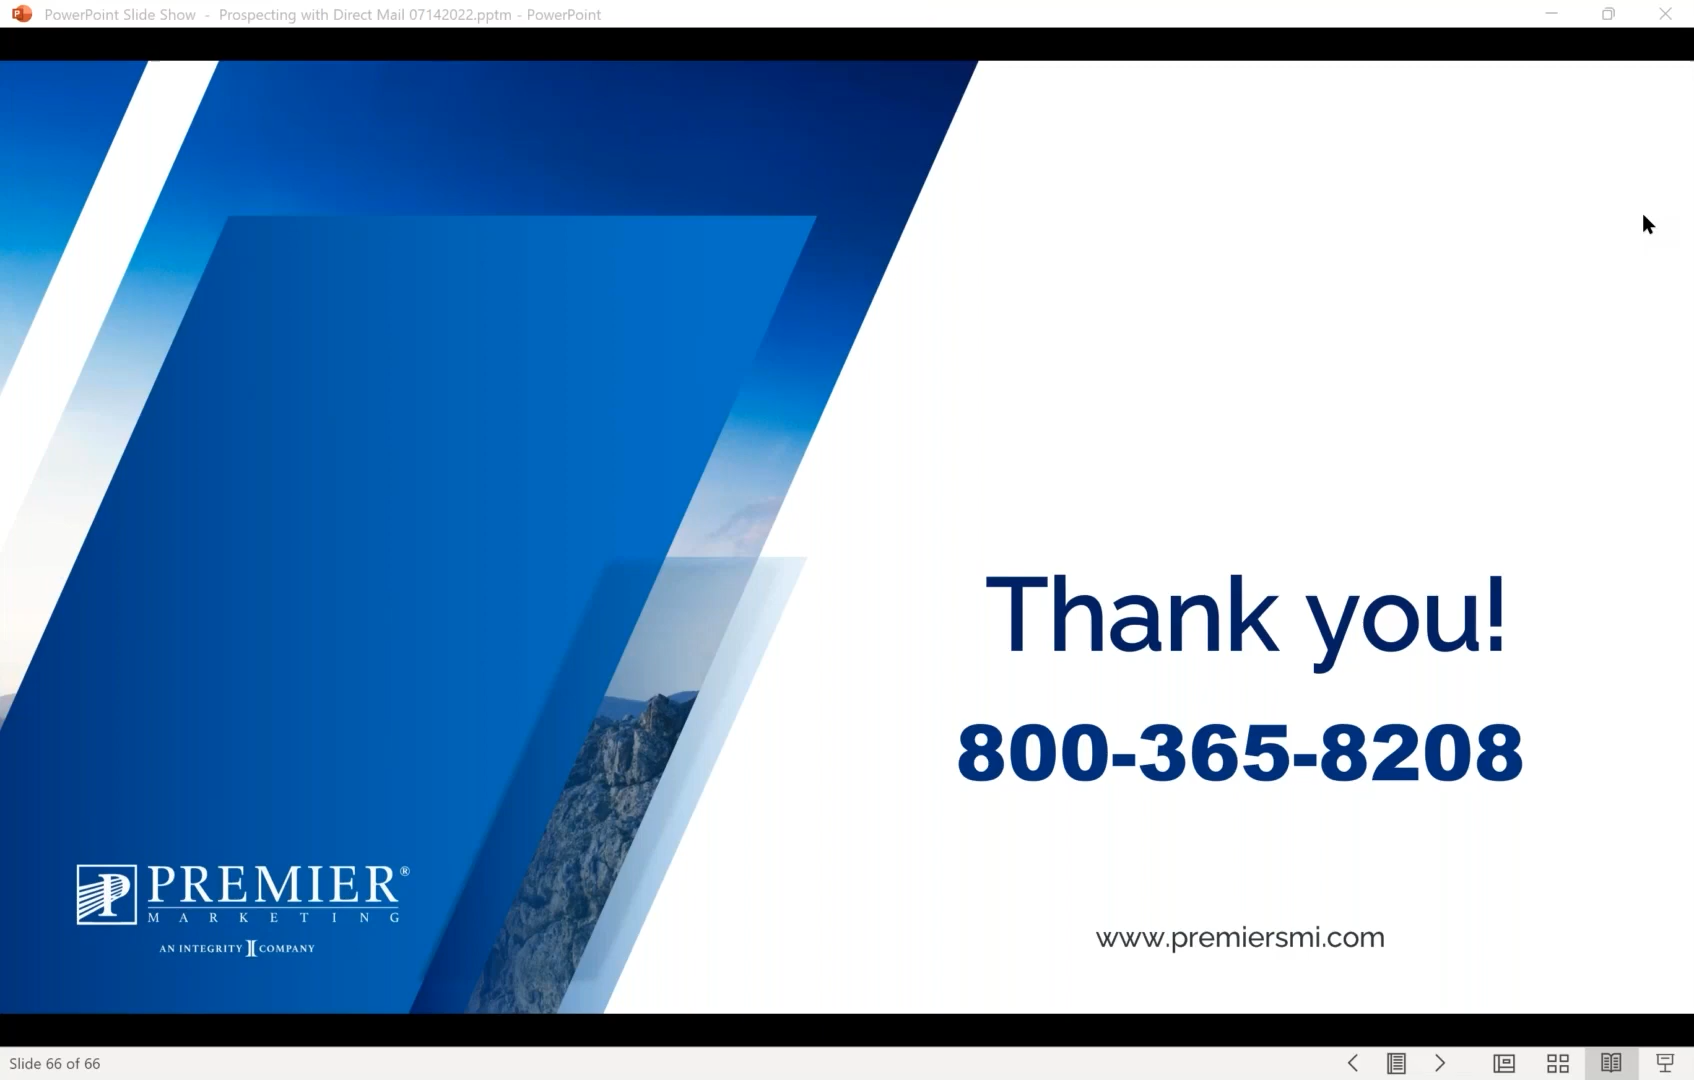 PowerPoint Slide Show - Prospecting with Direct Mail 07142022.pptm - PowerPoint
Thank you!
800-365-8208
PREMIER®
MARKETING
AN INTEGRITY COMPANY
www.premiersmi.com
Slide 66 of 66